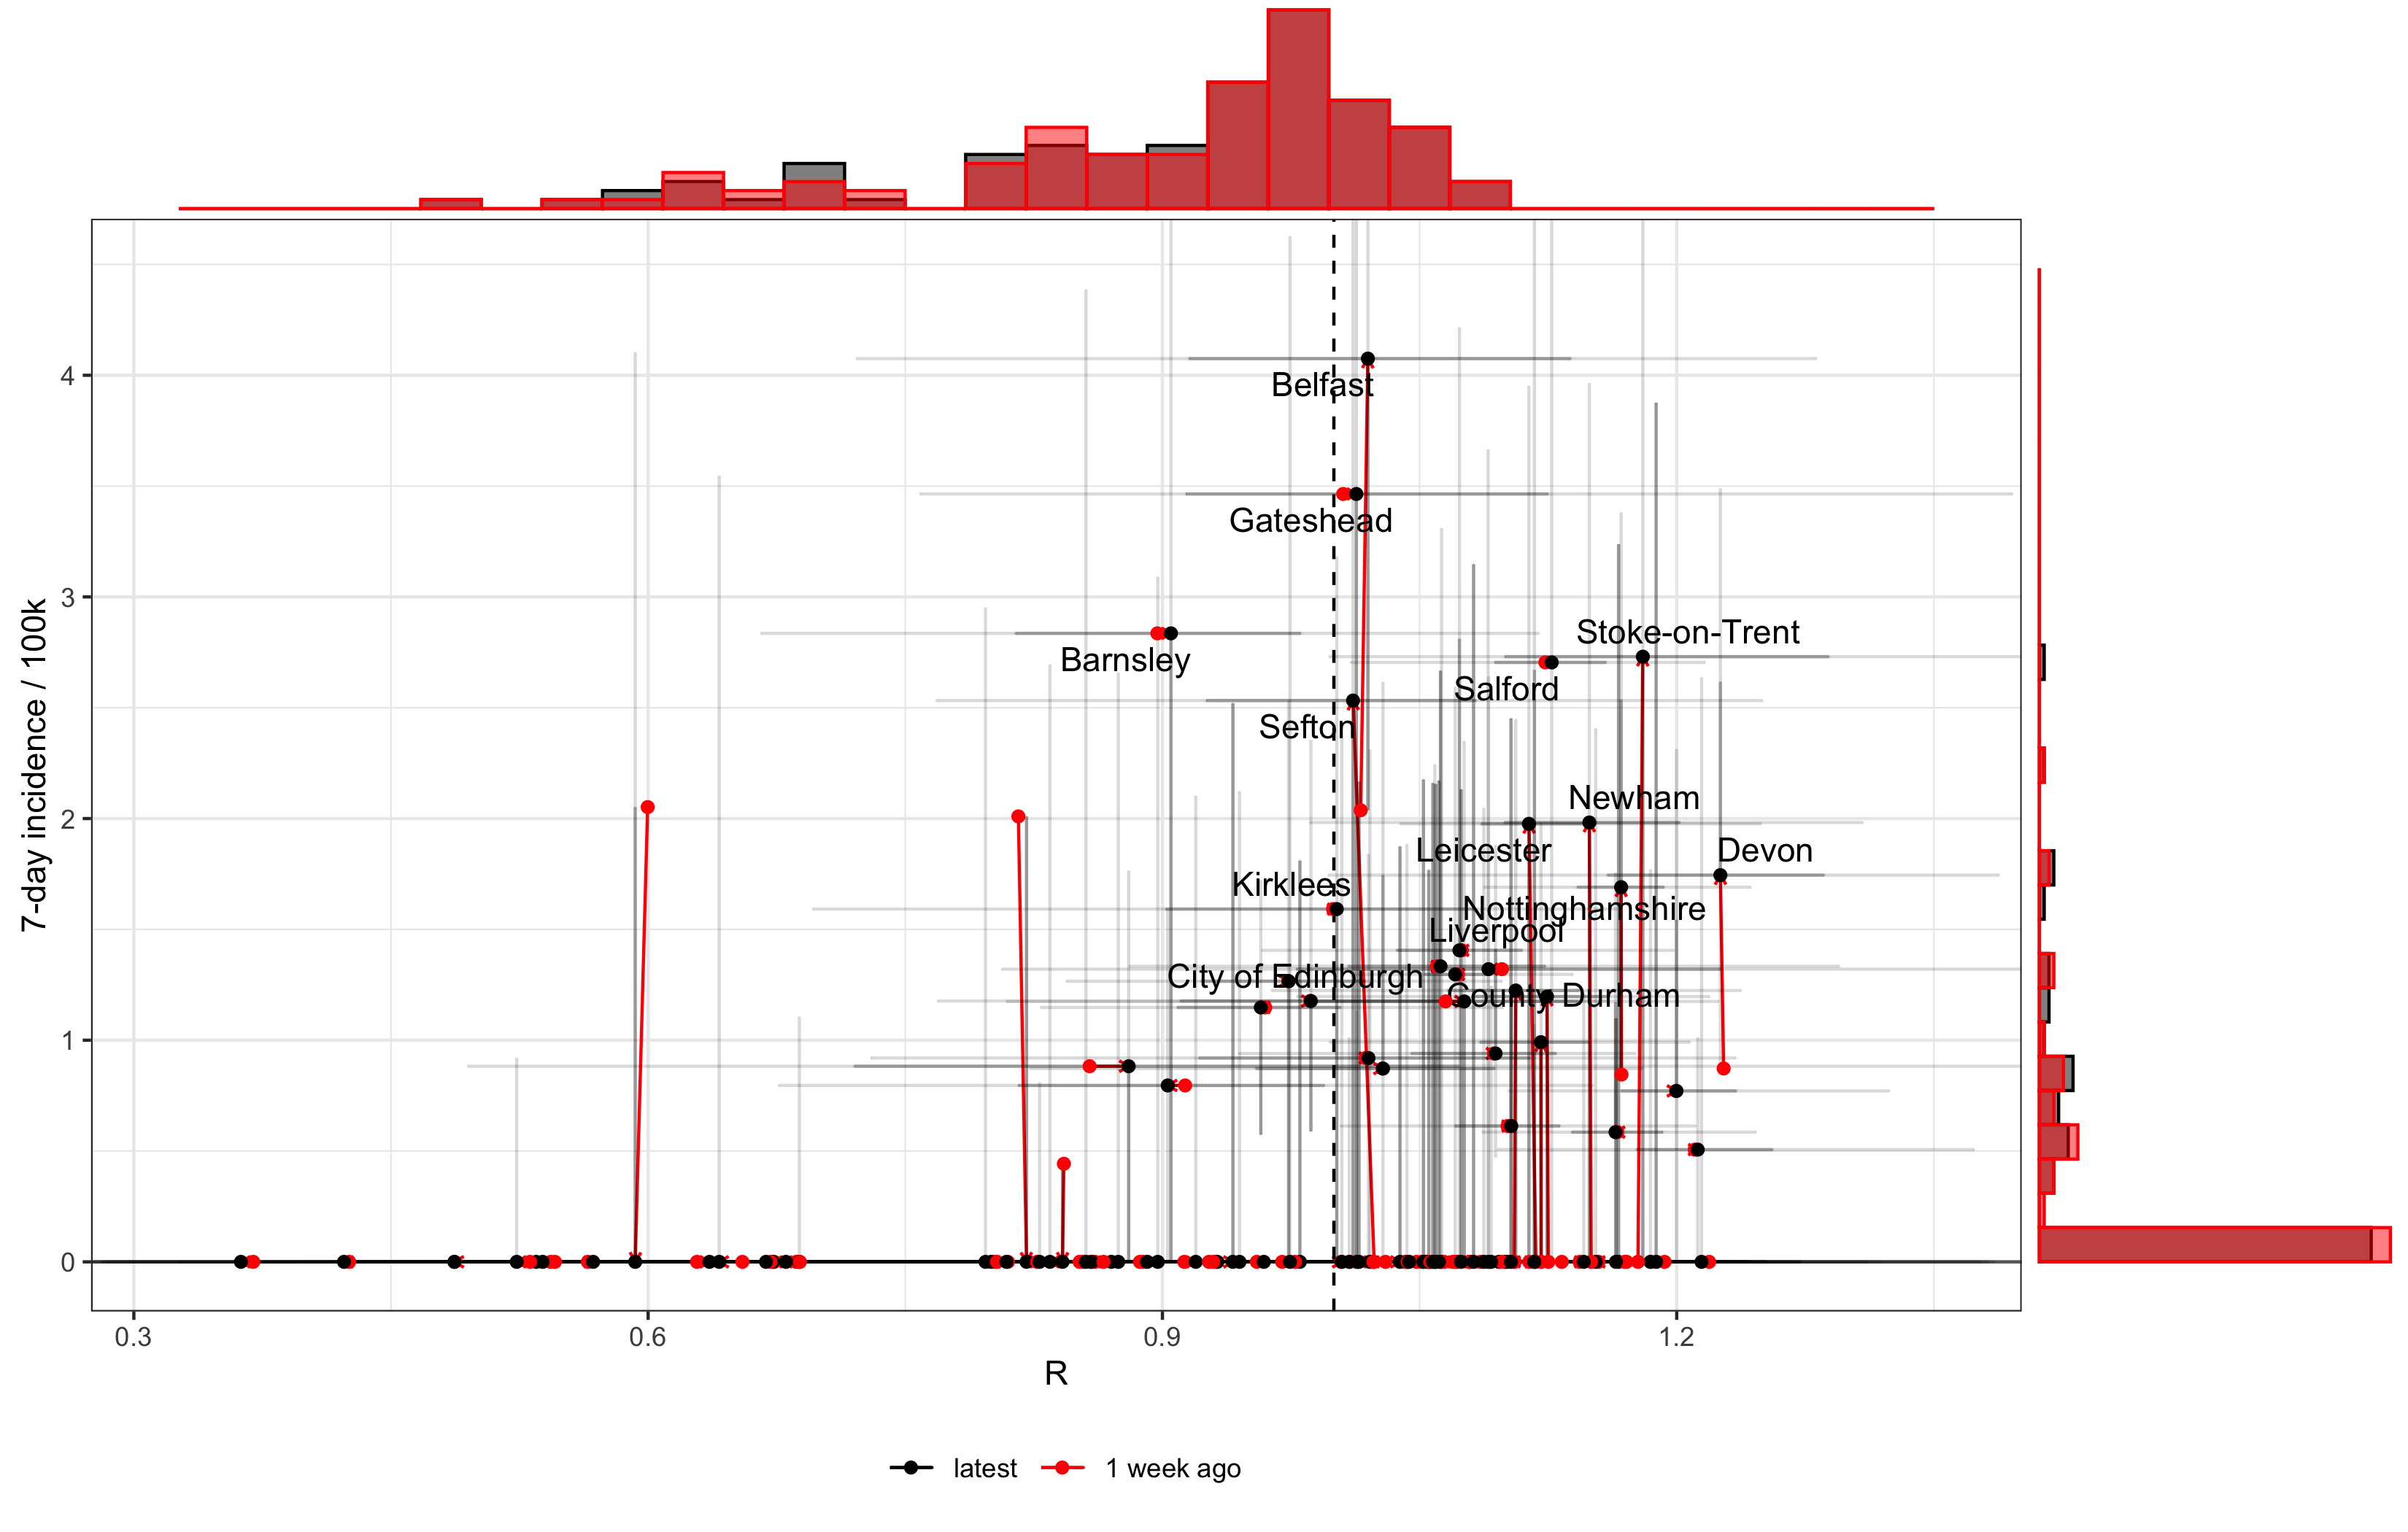 7-day incidence / 100k
4
3
2
1
0
Belfast
Gateshead
Stoke-on-Trent
Barnsley
Salford
Sefton
Newham
Leicester
Devon
Kirklees
Nottinghamshire
Liverpool
City of Edinburgh
County Durham
0.3
0.6
0.9
1.2
R
latest
1 week ago